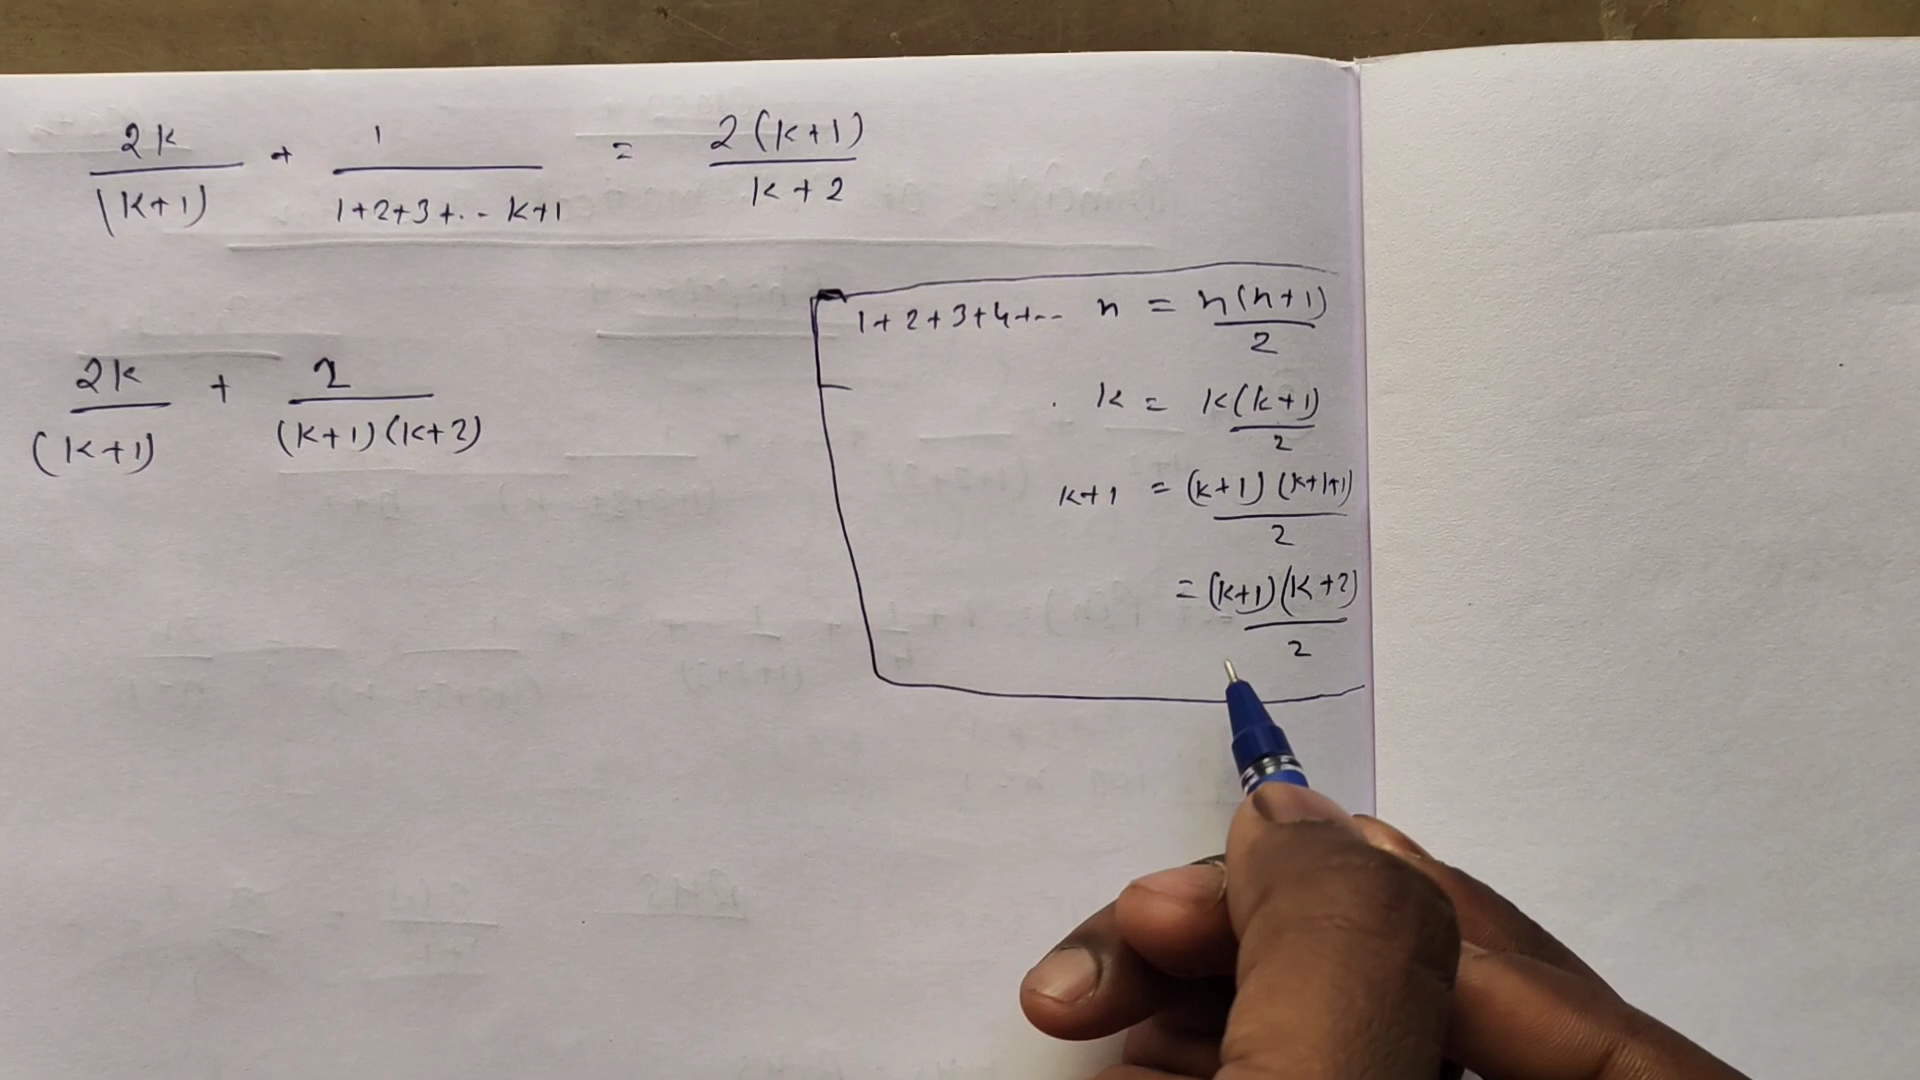 2k/(k+1) + 1/(1+2+3+.. k+1) = 2(k+1)/(k+2)
1+2+3+4+.. n = n(n+1)/2
2k/(k+1) + 2/((k+1)(k+2))
. k = k(k+1)/2
k+1 = (k+1)(k+1+1)/2
= (k+1)(k+2)/2